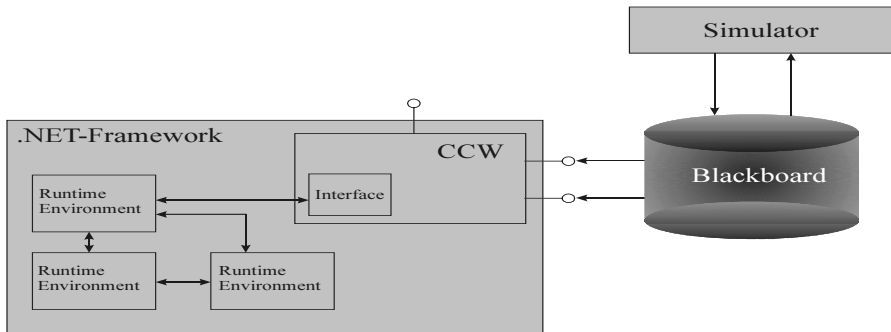 Simulator
.NET-Framework
CCW
Blackboard
Runtime
Environment
Interface
Runtime
Environment
Runtime
Environment